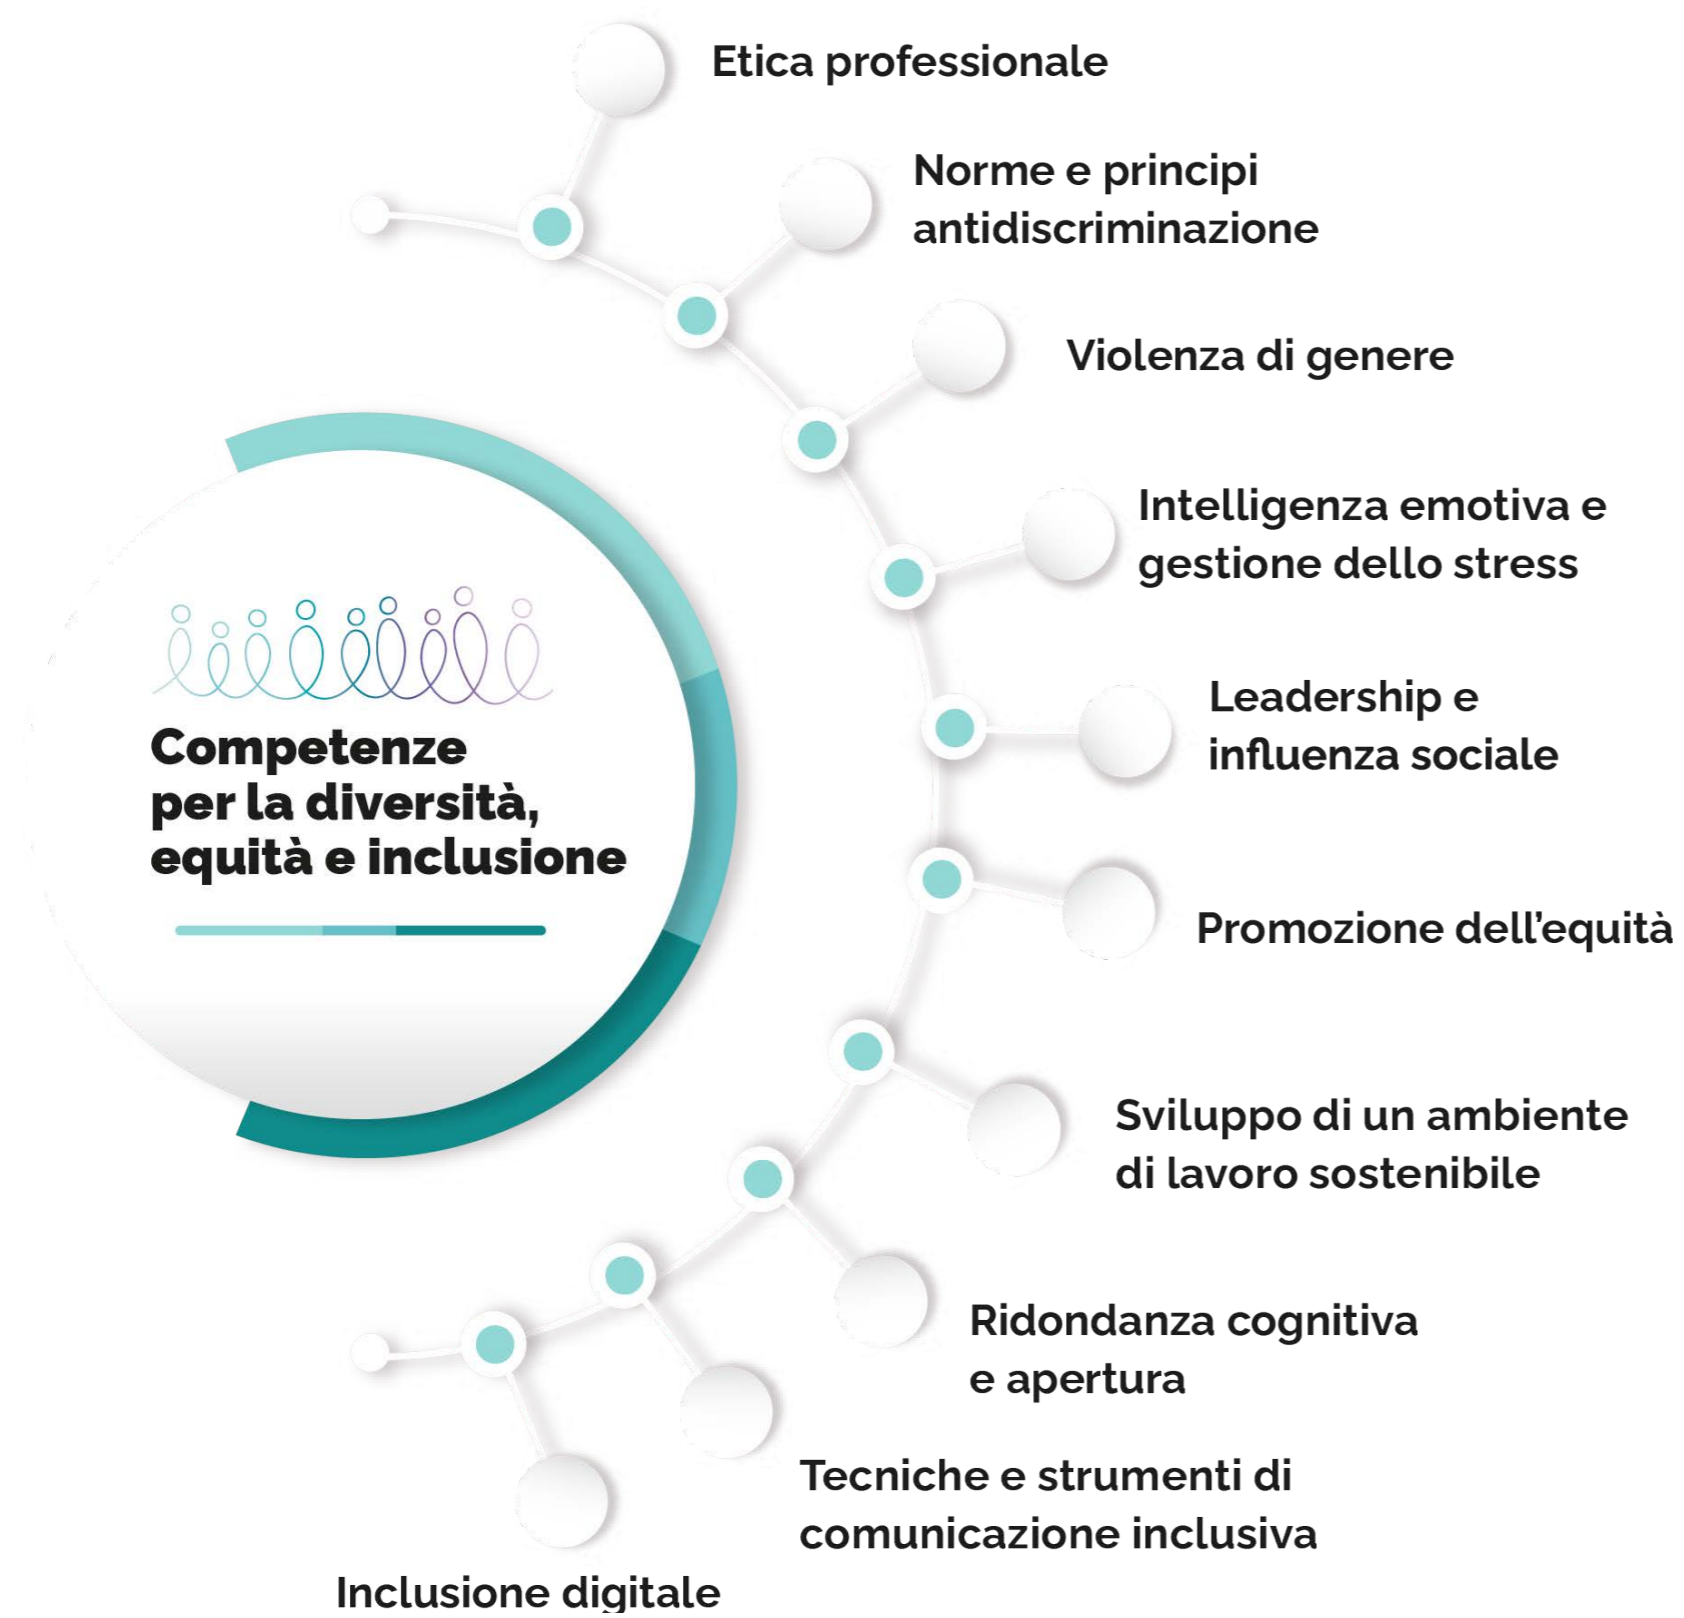 Etica professionale
Norme e principi
antidiscriminazione
Violenza di genere
Intelligenza emotiva e
gestione dello stress
Leadership e
influenza sociale
Competenze
per la diversità,
equità e inclusione
Promozione dell'equità
Sviluppo di un ambiente
di lavoro sostenibile
Ridondanza cognitiva
e apertura
Tecniche e strumenti di
comunicazione inclusiva
Inclusione digitale